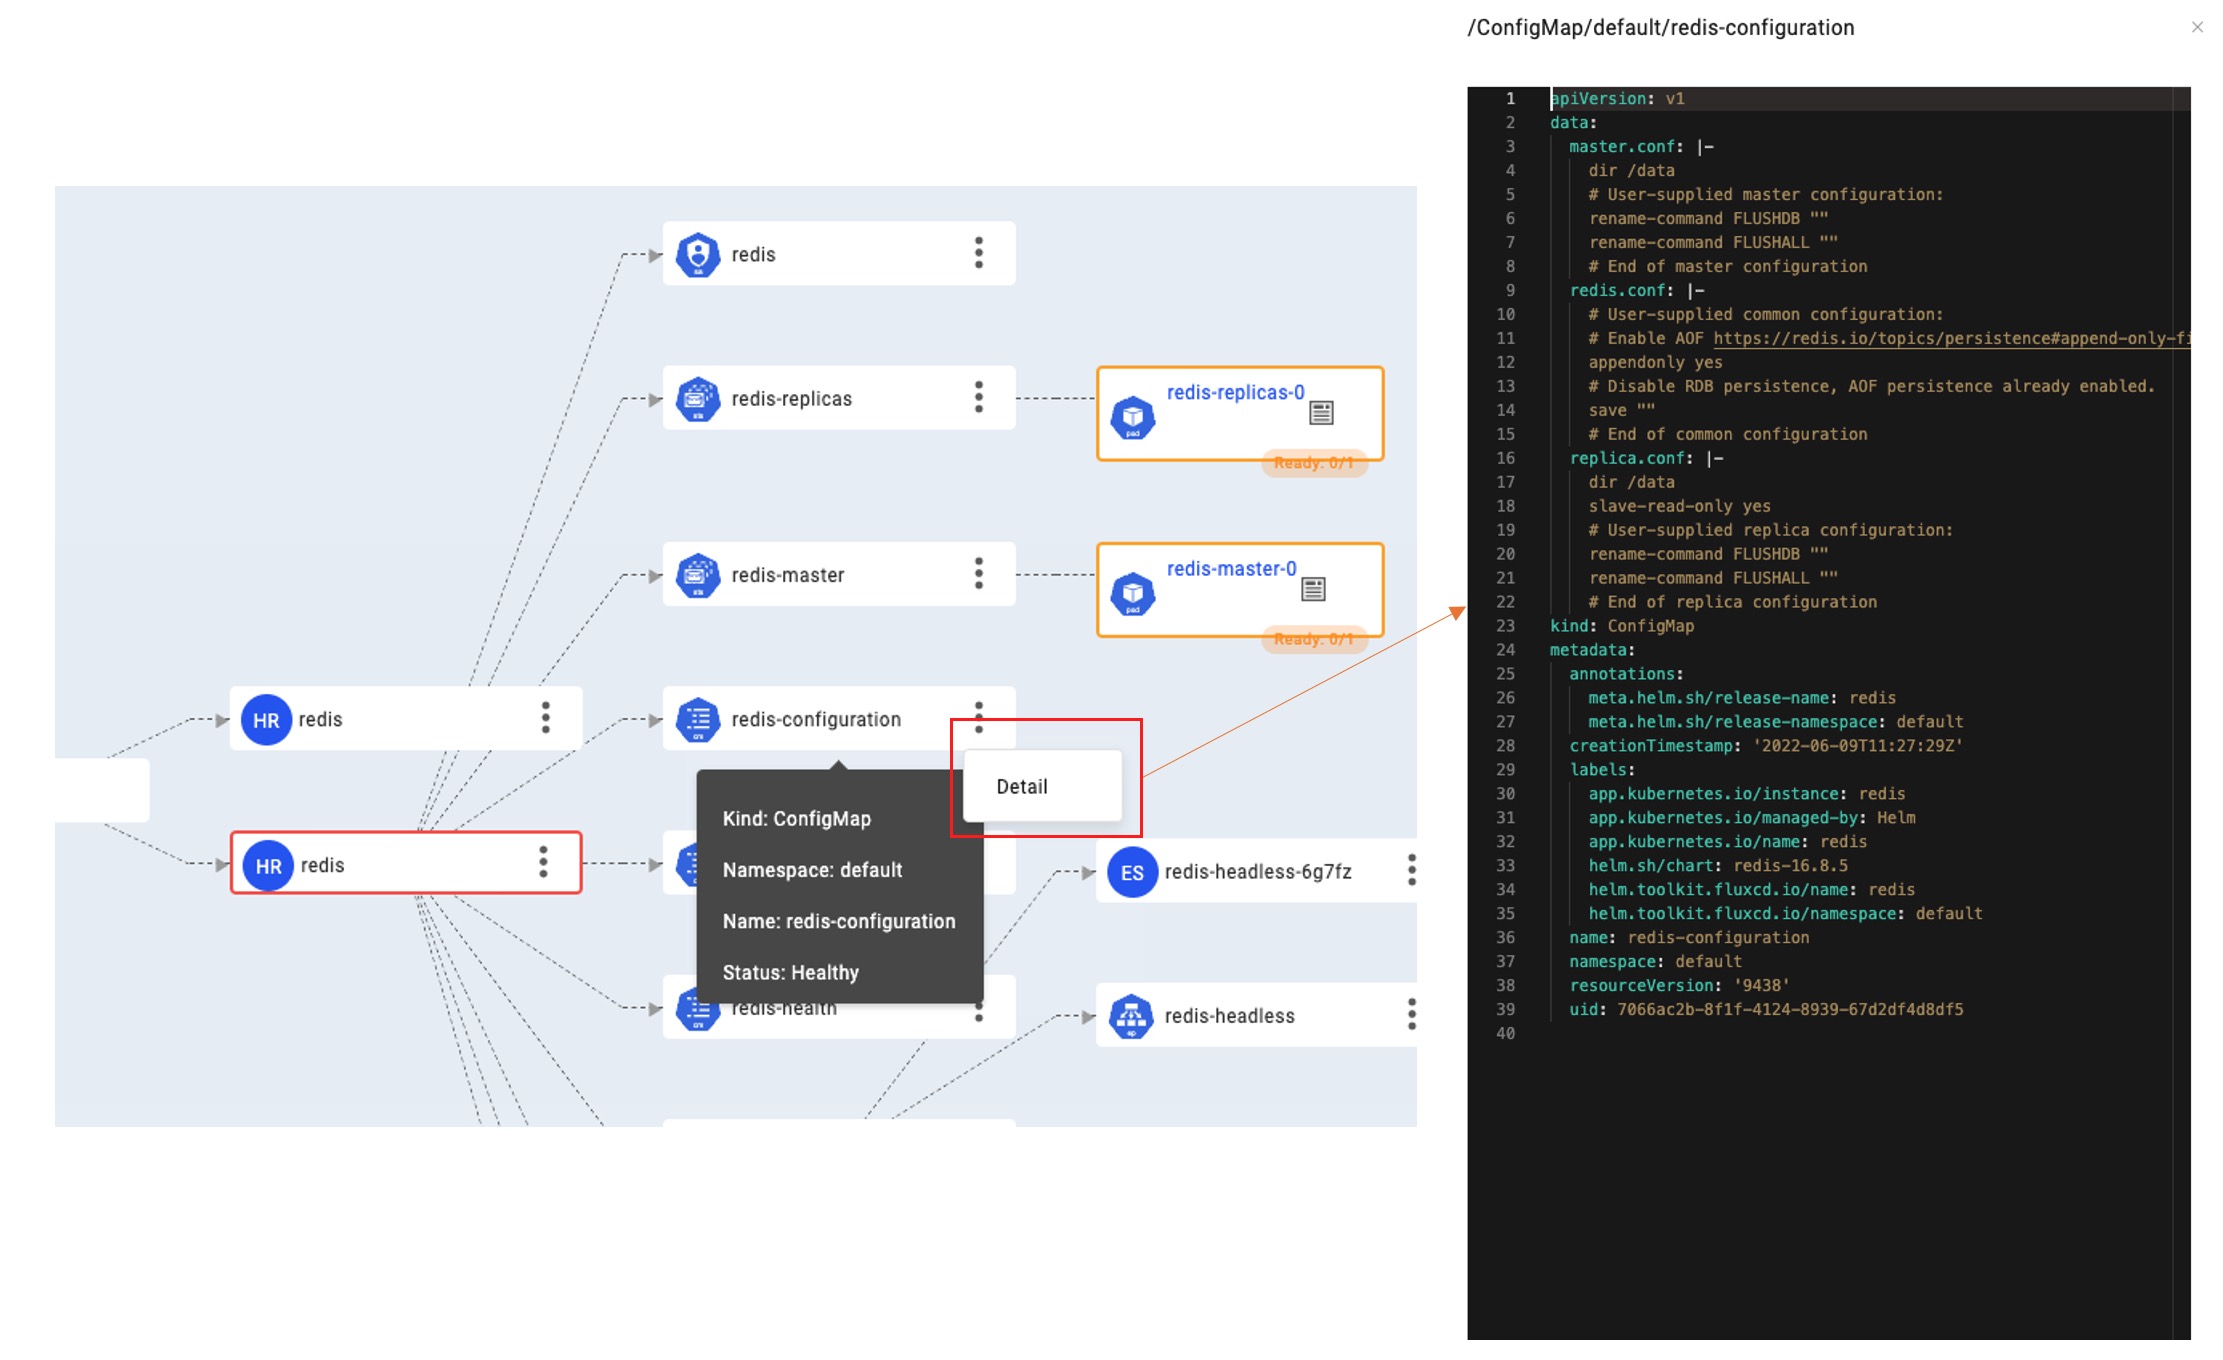 /ConfigMap/default/redis-configuration
redis
redis-replicas
redis-replicas-0
Ready: 0/1
redis-master
redis-master-0
Ready: 0/1
HR redis
redis-configuration
Detail
Kind: ConfigMap
Namespace: default
Name: redis-configuration
Status: Healthy
HR redis
ES redis-headless-6g7fz
redis-health
redis-headless
1 apiVersion: v1
2 data:
3 master.conf: |-
4 dir /data
5 # User-supplied master configuration:
6 rename-command FLUSHDB ""
7 rename-command FLUSHALL ""
8 # End of master configuration
9 redis.conf: |-
10 # User-supplied common configuration:
11 # Enable AOF https://redis.io/topics/persistence#append-only-fi
12 appendonly yes
13 # Disable RDB persistence, AOF persistence already enabled.
14 save ""
15 # End of common configuration
16 replica.conf: |-
17 dir /data
18 slave-read-only yes
19 # User-supplied replica configuration:
20 rename-command FLUSHDB ""
21 rename-command FLUSHALL ""
22 # End of replica configuration
23 kind: ConfigMap
24 metadata:
25 annotations:
26 meta.helm.sh/release-name: redis
27 meta.helm.sh/release-namespace: default
28 creationTimestamp: '2022-06-09T11:27:29Z'
29 labels:
30 app.kubernetes.io/instance: redis
31 app.kubernetes.io/managed-by: Helm
32 app.kubernetes.io/name: redis
33 helm.sh/chart: redis-16.8.5
34 helm.toolkit.fluxcd.io/name: redis
35 helm.toolkit.fluxcd.io/namespace: default
36 name: redis-configuration
37 namespace: default
38 resourceVersion: '9438'
39 uid: 7066ac2b-8f1f-4124-8939-67d2df4d8df5
40